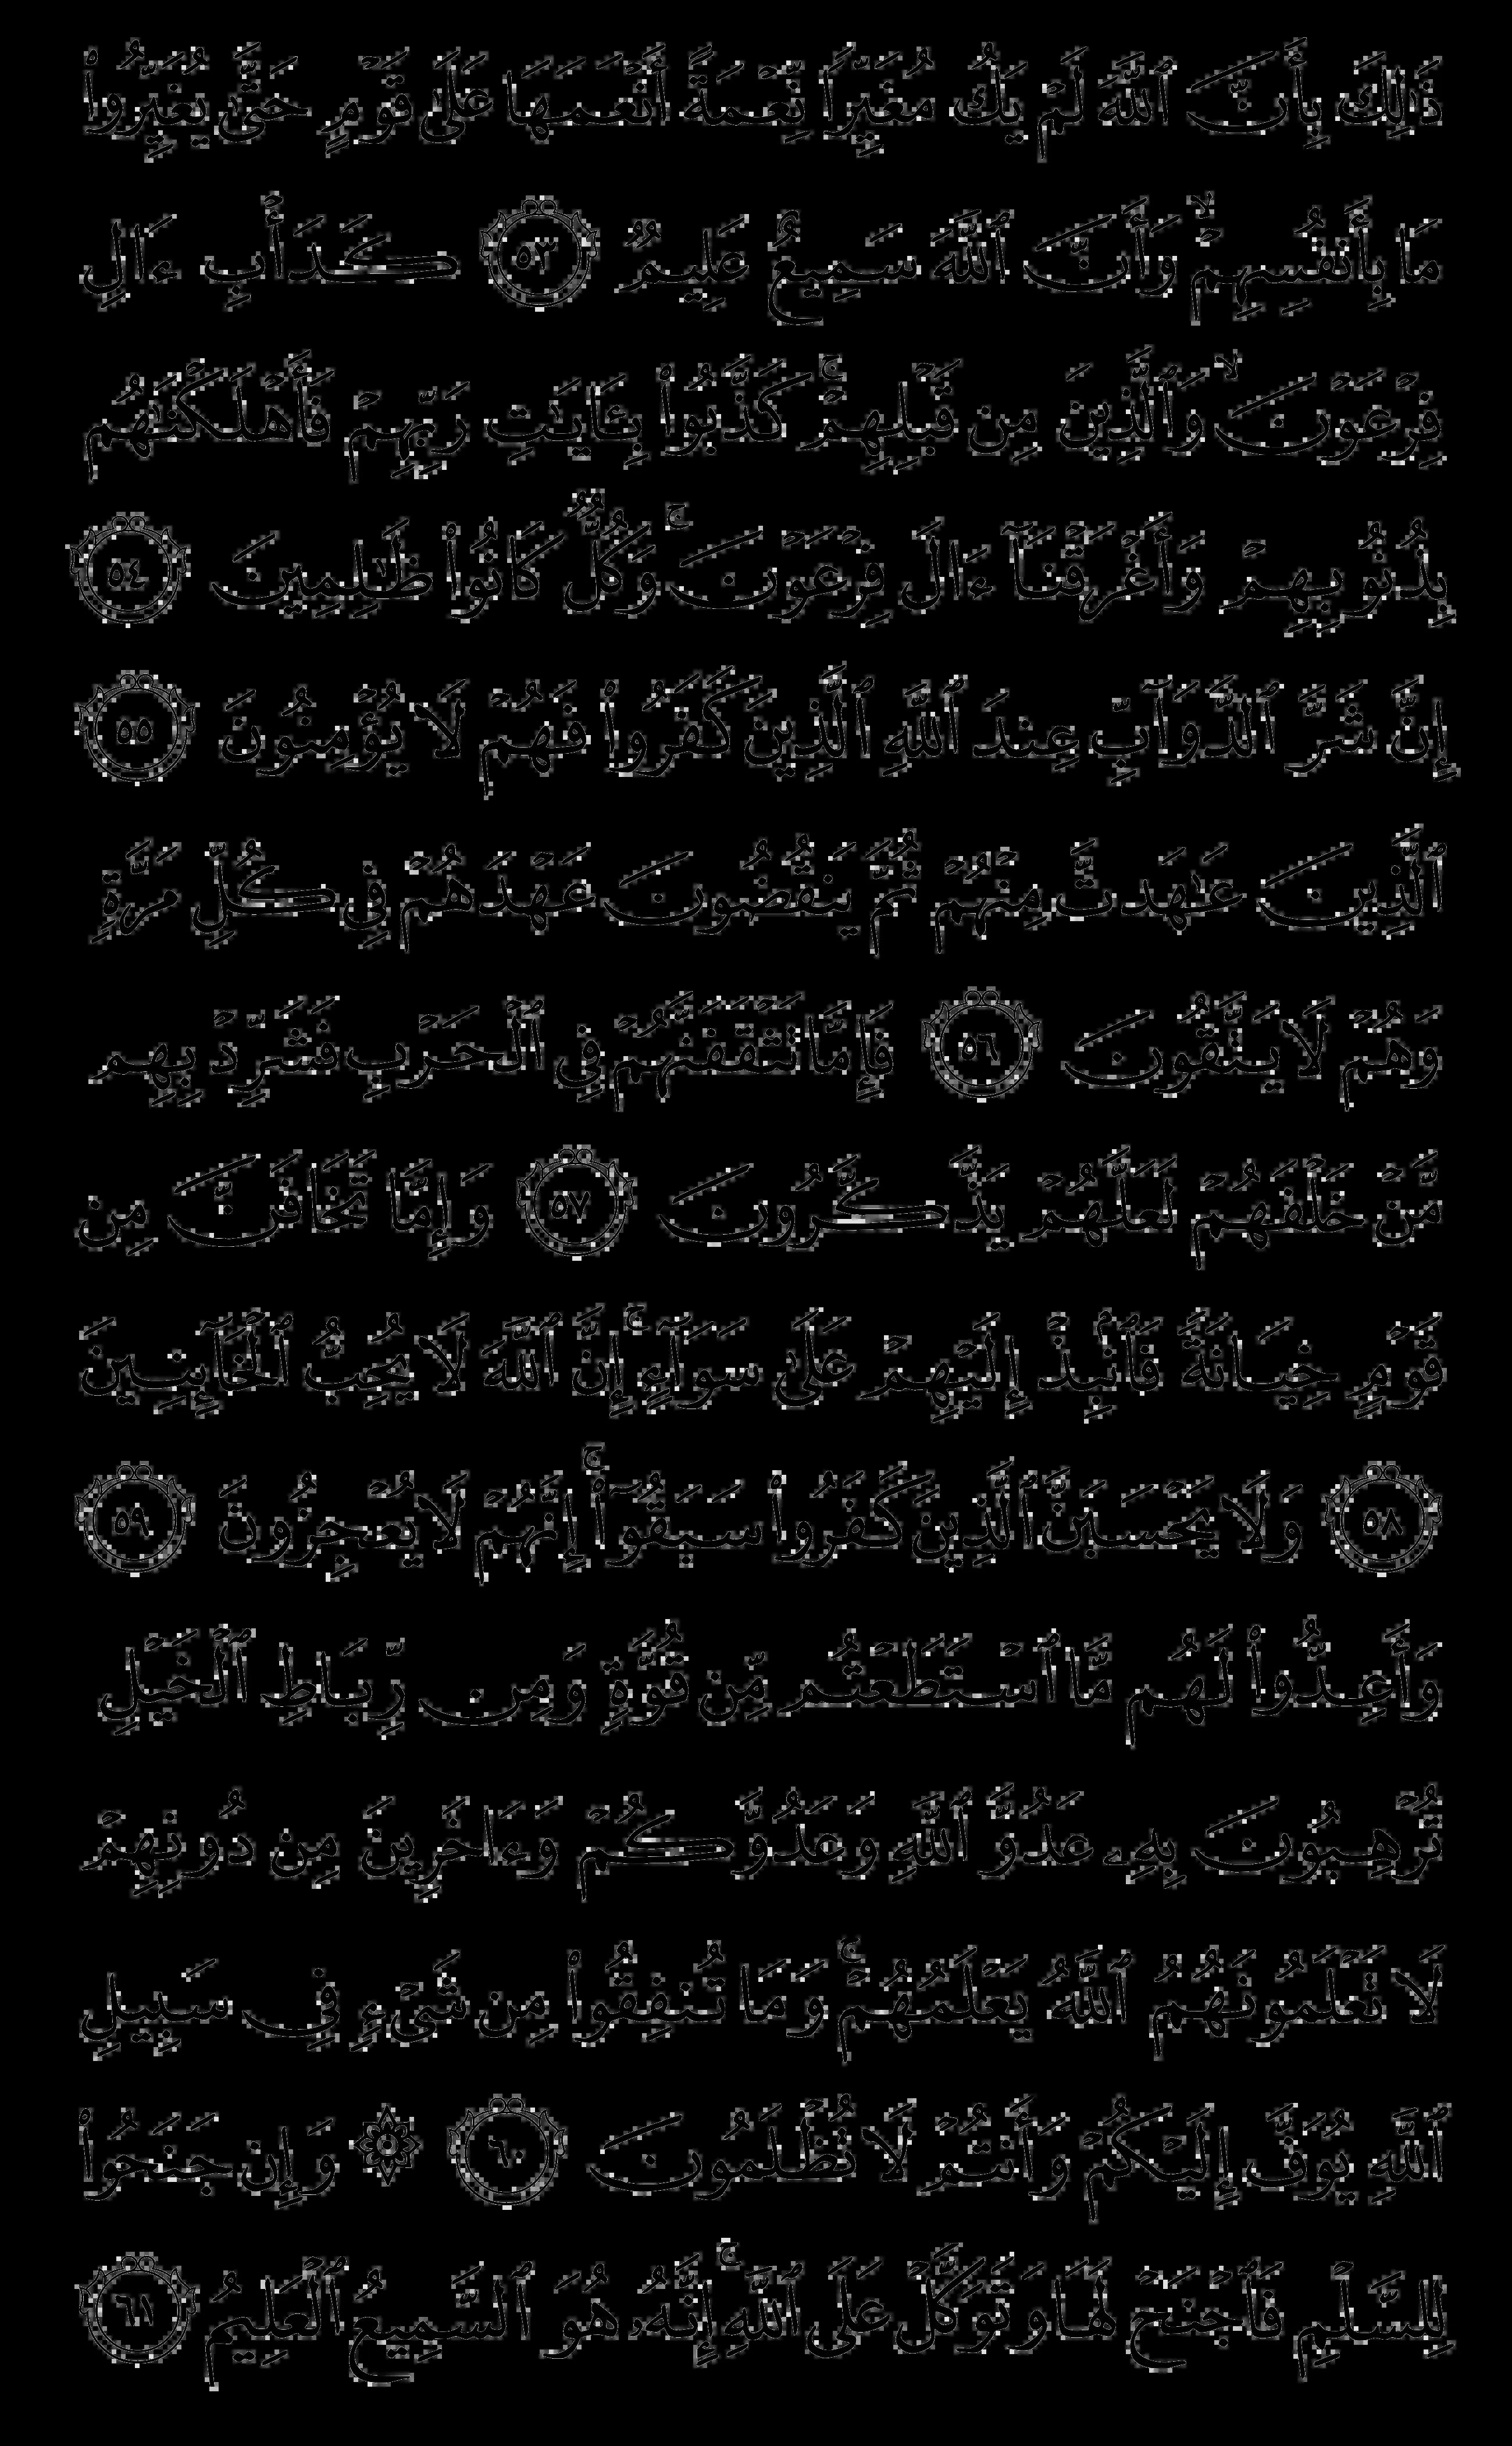 ذَٰلِكَ بِأَنَّ ٱللَّهَ لَمْ يَكُ مُغَيِّرًا نِّعْمَةً أَنْعَمَهَا عَلَىٰ قَوْمٍ حَتَّىٰ يُغَيِّرُوا۟
مَا بِأَنفُسِهِمْ ۙ وَأَنَّ ٱللَّهَ سَمِيعٌ عَلِيمٌ ٥٣ كَدَأْبِ ءَالِ
فِرْعَوْنَ ۙ وَٱلَّذِينَ مِن قَبْلِهِمْ ۚ كَذَّبُوا۟ بِـَٔايَـٰتِ رَبِّهِمْ فَأَهْلَكْنَـٰهُم
بِذُنُوبِهِمْ وَأَغْرَقْنَآ ءَالَ فِرْعَوْنَ ۚ وَكُلٌّ كَانُوا۟ ظَـٰلِمِينَ ٥٤
إِنَّ شَرَّ ٱلدَّوَآبِّ عِندَ ٱللَّهِ ٱلَّذِينَ كَفَرُوا۟ فَهُمْ لَا يُؤْمِنُونَ ٥٥
ٱلَّذِينَ عَـٰهَدتَّ مِنْهُمْ ثُمَّ يَنقُضُونَ عَهْدَهُمْ فِى كُلِّ مَرَّةٍ
وَهُمْ لَا يَتَّقُونَ ٥٦ فَإِمَّا تَثْقَفَنَّهُمْ فِى ٱلْحَرْبِ فَشَرِّدْ بِهِم
مَّنْ خَلْفَهُمْ لَعَلَّهُمْ يَذَّكَّرُونَ ٥٧ وَإِمَّا تَخَافَنَّ مِن
قَوْمٍ خِيَانَةً فَٱنۢبِذْ إِلَيْهِمْ عَلَىٰ سَوَآءٍ ۚ إِنَّ ٱللَّهَ لَا يُحِبُّ ٱلْخَآئِنِينَ
٥٨ وَلَا يَحْسَبَنَّ ٱلَّذِينَ كَفَرُوا۟ سَبَقُوٓا۟ ۚ إِنَّهُمْ لَا يُعْجِزُونَ ٥٩
وَأَعِدُّوا۟ لَهُم مَّا ٱسْتَطَعْتُم مِّن قُوَّةٍ وَمِن رِّبَاطِ ٱلْخَيْلِ
تُرْهِبُونَ بِهِۦ عَدُوَّ ٱللَّهِ وَعَدُوَّكُمْ وَءَاخَرِينَ مِن دُونِهِمْ
لَا تَعْلَمُونَهُمُ ٱللَّهُ يَعْلَمُهُمْ ۚ وَمَا تُنفِقُوا۟ مِن شَىْءٍ فِى سَبِيلِ
ٱللَّهِ يُوَفَّ إِلَيْكُمْ وَأَنتُمْ لَا تُظْلَمُونَ ٦٠ ۞ وَإِن جَنَحُوا۟
لِلسَّلْمِ فَٱجْنَحْ لَهَا وَتَوَكَّلْ عَلَى ٱللَّهِ ۚ إِنَّهُۥ هُوَ ٱلسَّمِيعُ ٱلْعَلِيمُ ٦١